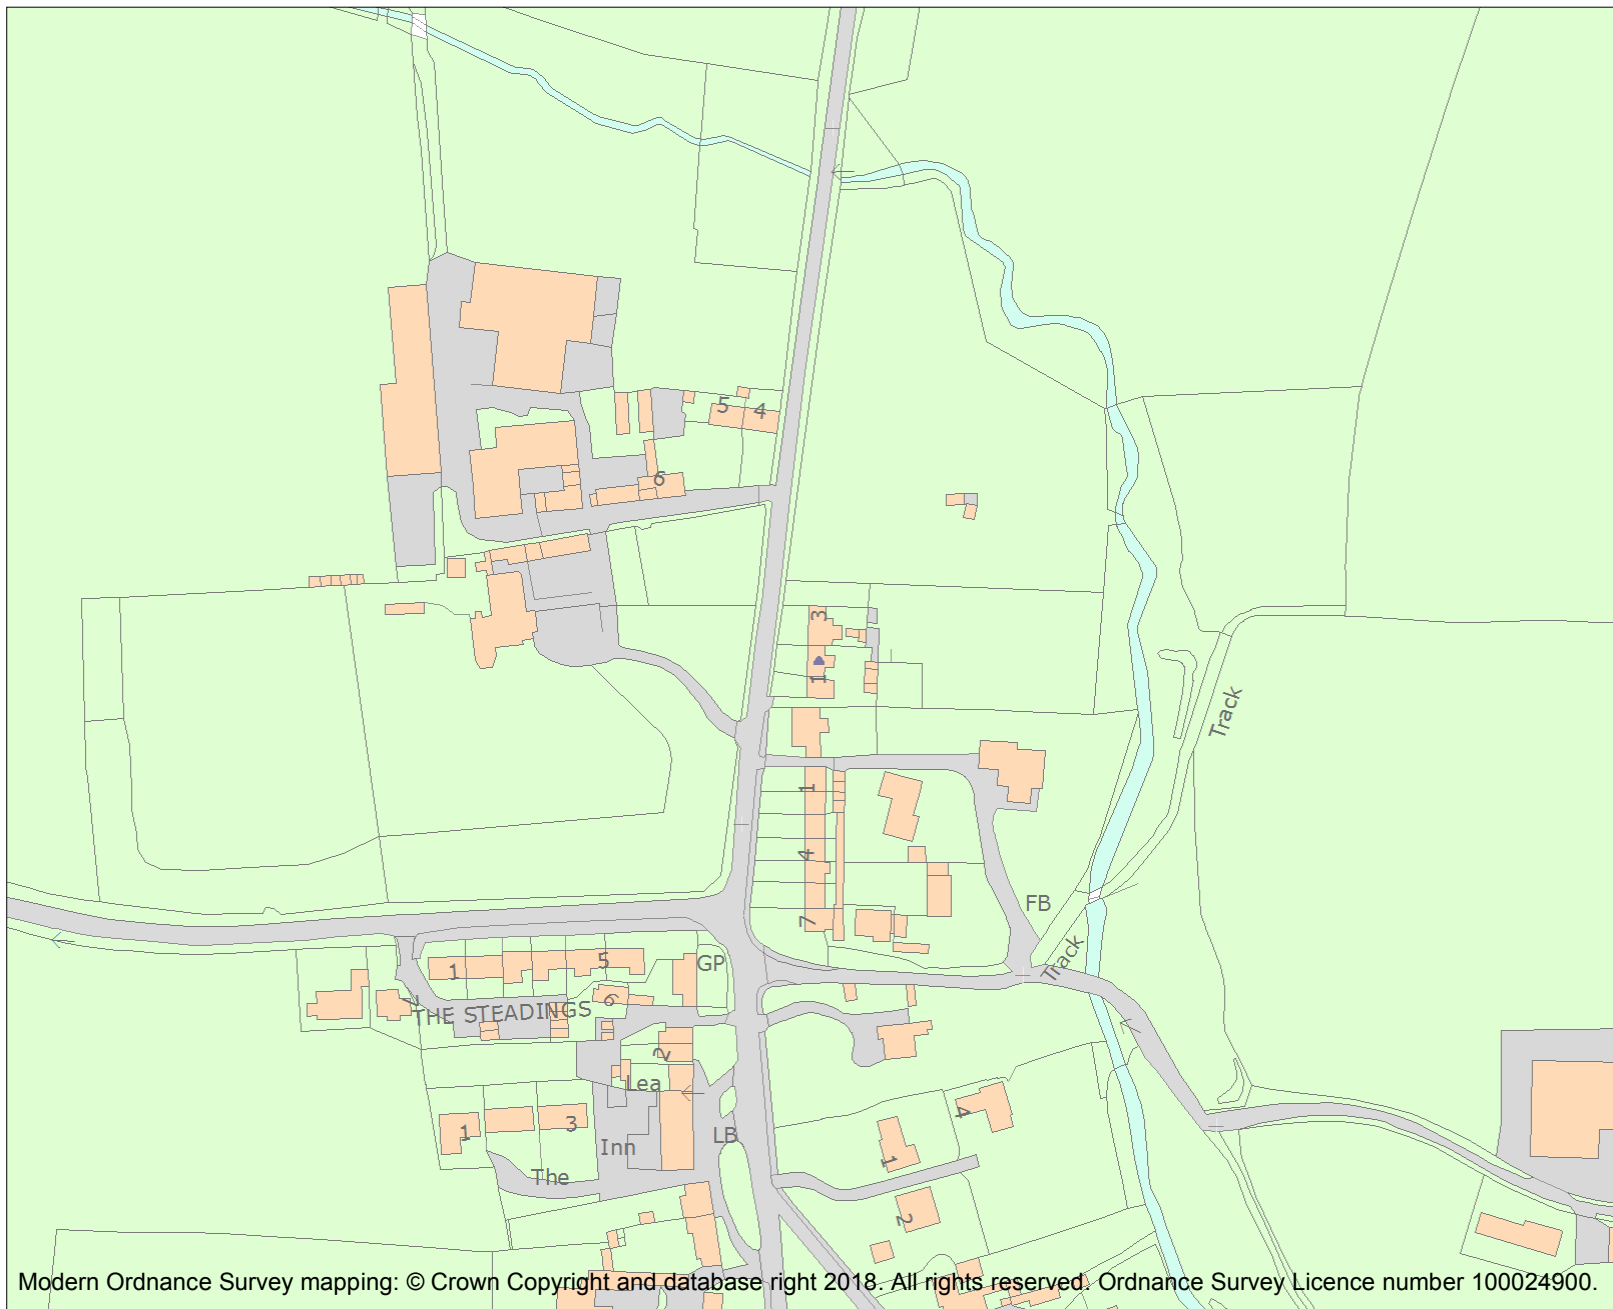 5
4
6
3
1
Track
1
4
7
FB
Track
GP
1
5
6
7
THE STEADINGS
2
Lea
LB
1
3
Inn
The
4
1
2
Modern Ordnance Survey mapping: © Crown Copyright and database right 2018. All rights reserved. Ordnance Survey Licence number 100024900.